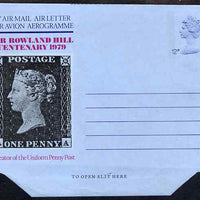 BY AIR MAIL AIR LETTER
PAR AVION AEROGRAMME
SIR ROWLAND HILL
CENTENARY 1979
POSTAGE
ONE PENNY
A
Creator of the Uniform Penny Post
TO OPEN SLIT HERE